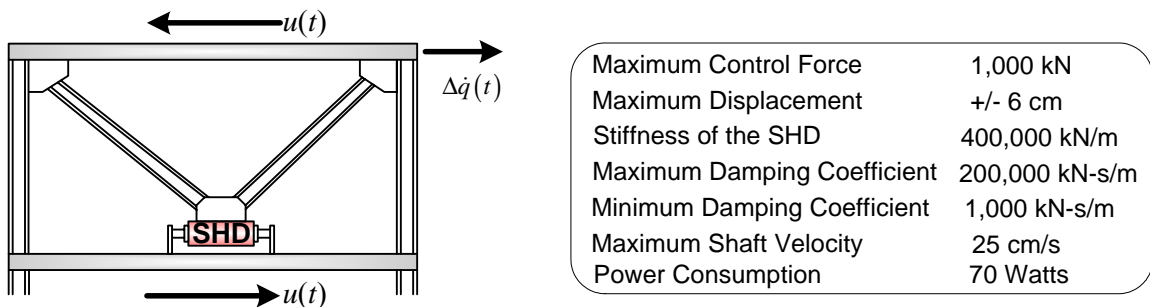 u(t)
Δq̇(t)
SHD
u(t)
Maximum Control Force 1,000 kN
Maximum Displacement +/- 6 cm
Stiffness of the SHD 400,000 kN/m
Maximum Damping Coefficient 200,000 kN-s/m
Minimum Damping Coefficient 1,000 kN-s/m
Maximum Shaft Velocity 25 cm/s
Power Consumption 70 Watts